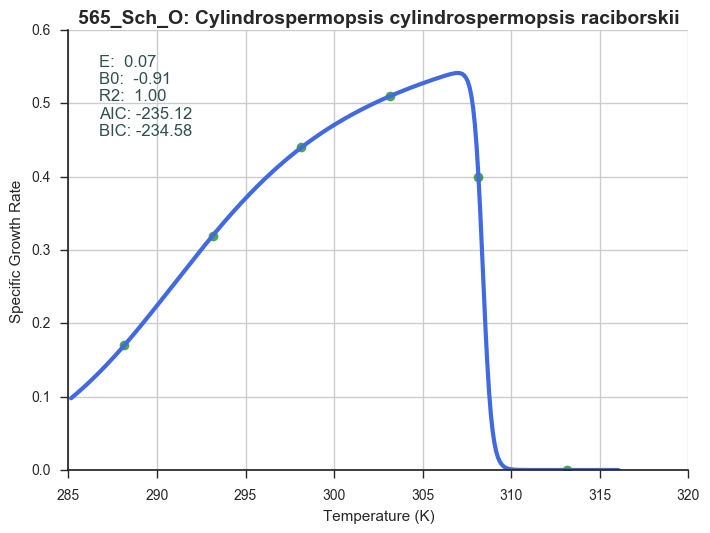 565_Sch_O: Cylindrospermopsis cylindrospermopsis raciborskii
E:  0.07
B0:  -0.91
R2:  1.00
AIC: -235.12
BIC: -234.58
0.6
0.5
0.4
0.3
0.2
0.1
0.0
Specific Growth Rate
285 290 295 300 305 310 315 320
Temperature (K)